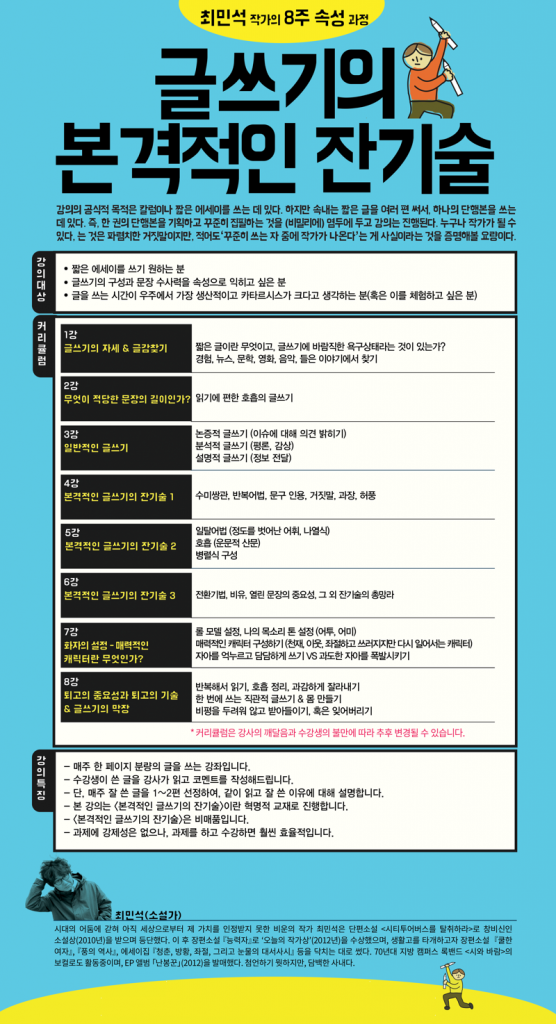 최민석 작가의 8주 속성 과정
글쓰기의
본격적인 잔기술
강의의 공식적 목적은 칼럼이나 짧은 에세이를 쓰는 데 있다. 하지만 속내는 짧은 글을 여러 편 써서, 하나의 단행본을 쓰는
데 있다. 즉, 한 권의 단행본을 기획하고 꾸준히 집필하는 것을 (비밀리에) 염두에 두고 강의는 진행된다. 누구나 작가가 될 수
있다, 는 것은 파렴치한 거짓말이지만, 적어도 '꾸준히 쓰는 자 중에 작가가 나온다'는 게 사실이라는 것을 증명해볼 요량이다.
강의대상
• 짧은 에세이를 쓰기 원하는 분
• 글쓰기의 구성과 문장 수사력을 속성으로 익히고 싶은 분
• 글을 쓰는 시간이 우주에서 가장 생산적이고 카타르시스가 크다고 생각하는 분(혹은 이를 체험하고 싶은 분)
커리큘럼
1강
글쓰기의 자세 & 글감찾기
짧은 글이란 무엇이고, 글쓰기에 바람직한 욕구상태라는 것이 있는가?
경험, 뉴스, 문학, 영화, 음악, 들은 이야기에서 찾기
2강
무엇이 적당한 문장의 길이인가?
읽기에 편한 호흡의 글쓰기
3강
일반적인 글쓰기
논증적 글쓰기 (이슈에 대해 의견 밝히기)
분석적 글쓰기 (평론, 감상)
설명적 글쓰기 (정보 전달)
4강
본격적인 글쓰기의 잔기술 1
수미쌍관, 반복어법, 문구 인용, 거짓말, 과장, 허풍
5강
본격적인 글쓰기의 잔기술 2
일탈어법 (정도를 벗어난 어휘, 나열식)
호흡 (운문적 산문)
병렬식 구성
6강
본격적인 글쓰기의 잔기술 3
전환기법, 비유, 열린 문장의 중요성, 그 외 잔기술의 총망라
7강
화자의 설정 - 매력적인
캐릭터란 무엇인가?
롤 모델 설정, 나의 목소리 톤 설정 (어투, 어미)
매력적인 캐릭터 구성하기 (천재, 아웃, 좌절하고 쓰러지지만 다시 일어서는 캐릭터)
자아를 억누르고 담담하게 쓰기 VS 과도한 자아를 폭발시키기
8강
퇴고의 중요성과 퇴고의 기술
& 글쓰기의 막장
반복해서 읽기, 호흡 정리, 과감하게 잘라내기
한 번에 쓰는 직관적 글쓰기 & 몸 만들기
비평을 두려워 않고 받아들이기, 혹은 잊어버리기
* 커리큘럼은 강사의 깨달음과 수강생의 불만에 따라 추후 변경될 수 있습니다.
강의특징
– 매주 한 페이지 분량의 글을 쓰는 강좌입니다.
– 수강생이 쓴 글을 강사가 읽고 코멘트를 작성해드립니다.
– 단, 매주 잘 쓴 글을 1~2편 선정하여, 같이 읽고 잘 쓴 이유에 대해 설명합니다.
– 본 강의는 <본격적인 글쓰기의 잔기술>이란 혁명적 교재로 진행합니다.
– <본격적인 글쓰기의 잔기술>은 비매품입니다.
– 과제에 강제성은 없으나, 과제를 하고 수강하면 훨씬 효율적입니다.
최민석(소설가)
시대의 어둠에 갇혀 아직 세상으로부터 제 가치를 인정받지 못한 비운의 작가 최민석은 단편소설 <시티투어버스를 탈취하라>로 창비신인
소설상(2010년)을 받으며 등단했다. 이 후 장편소설 『능력자』로 '오늘의 작가상'(2012년)을 수상했으며, 생활고를 타개하고자 장편소설 『쿨한
여자』, 『풍의 역사』, 에세이집 『청춘, 방황, 좌절, 그리고 눈물의 대서사시』 등을 닥치는 대로 썼다. 70년대 지방 캠퍼스 록밴드 <시와 바람>의
보컬로도 활동중이며, EP 앨범 「난봉꾼」(2012)을 발매했다. 첨언하기 뭣하지만, 담백한 사내다.